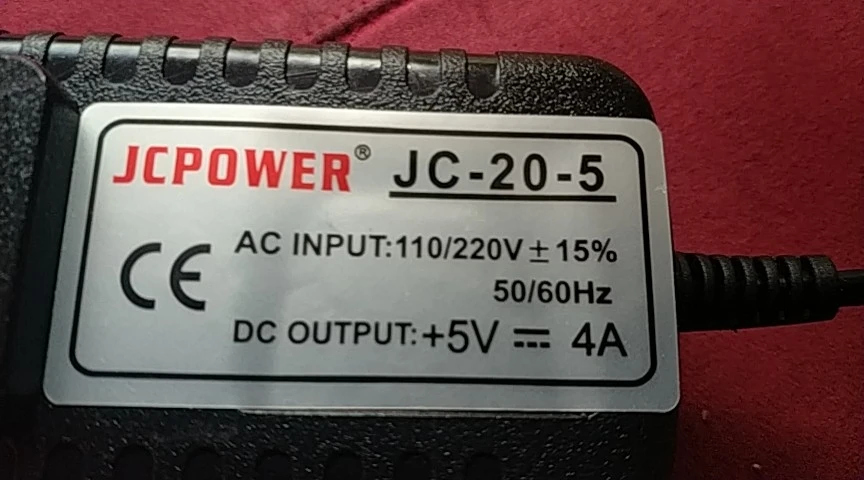 JCPOWER® JC-20-5
CE
AC INPUT:110/220V ± 15%
50/60Hz
DC OUTPUT:+5V ⎓ 4A